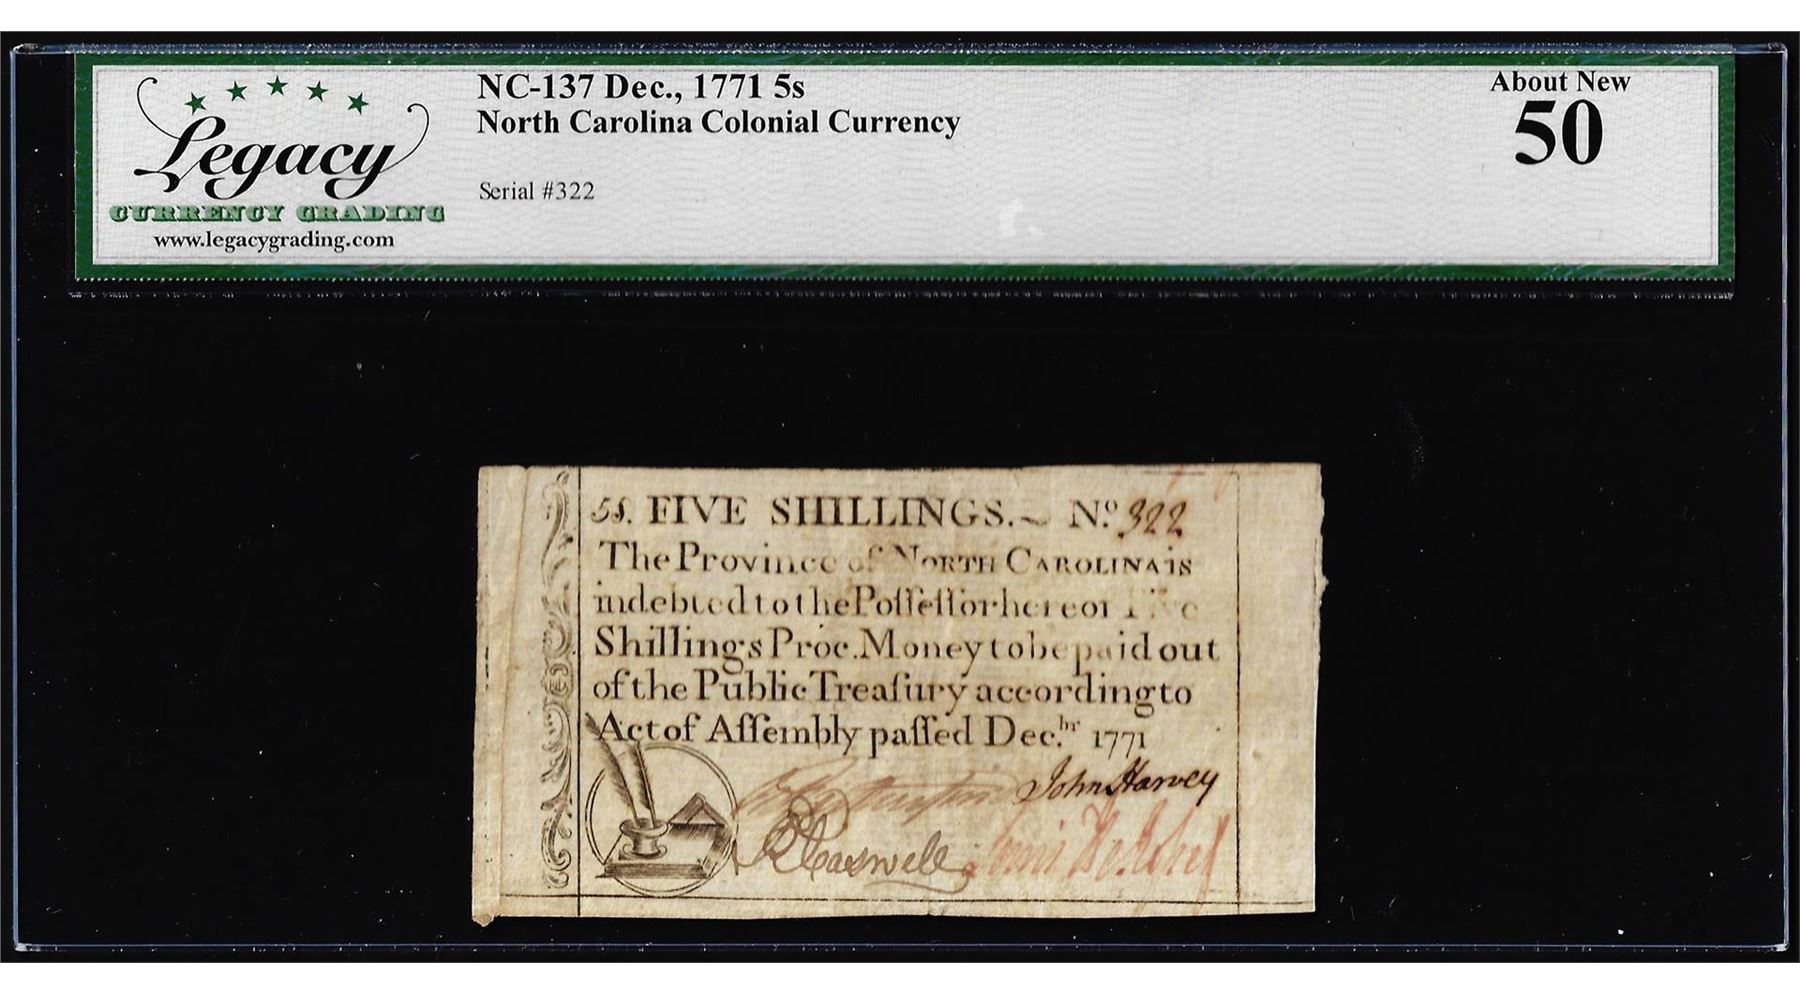 Legacy
CURRENCY GRADING
www.legacygrading.com
NC-137 Dec., 1771 5s
North Carolina Colonial Currency
Serial #322
About New
50
5s. FIVE SHILLINGS. ~ No. 322
The Province of NORTH CAROLINA is
indebted to the Poſſeſſor hereof Five
Shillings Proc. Money to be paid out
of the Public Treaſury according to
Act of Aſſembly paſſed Dec.br 1771
John Harvey
R Caswell